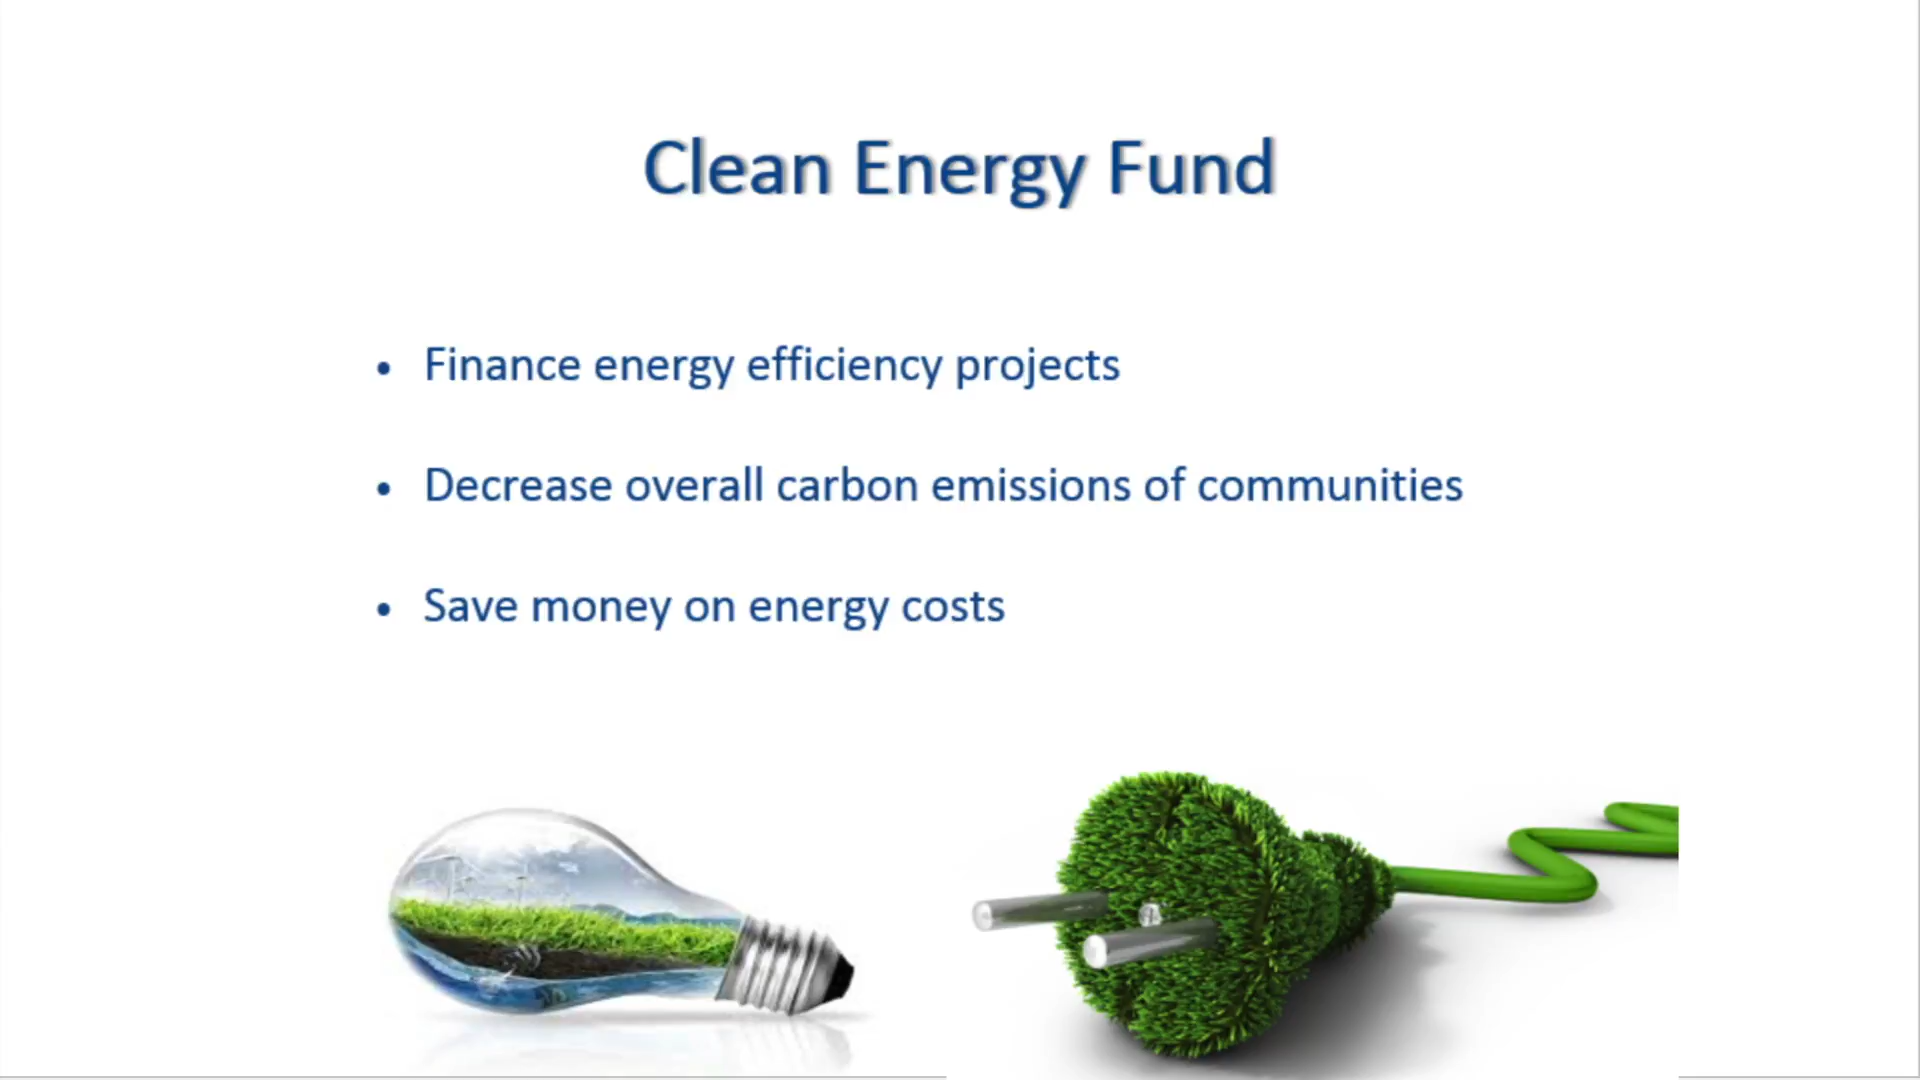 Clean Energy Fund
• Finance energy efficiency projects
• Decrease overall carbon emissions of communities
• Save money on energy costs